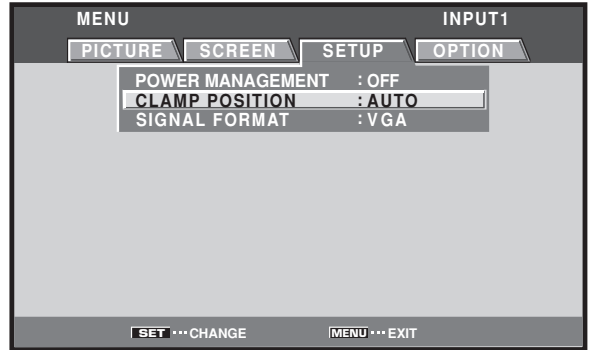 MENU INPUT1
PICTURE SCREEN SETUP OPTION
POWER MANAGEMENT : OFF
CLAMP POSITION : AUTO
SIGNAL FORMAT : VGA
SET ··· CHANGE MENU ··· EXIT